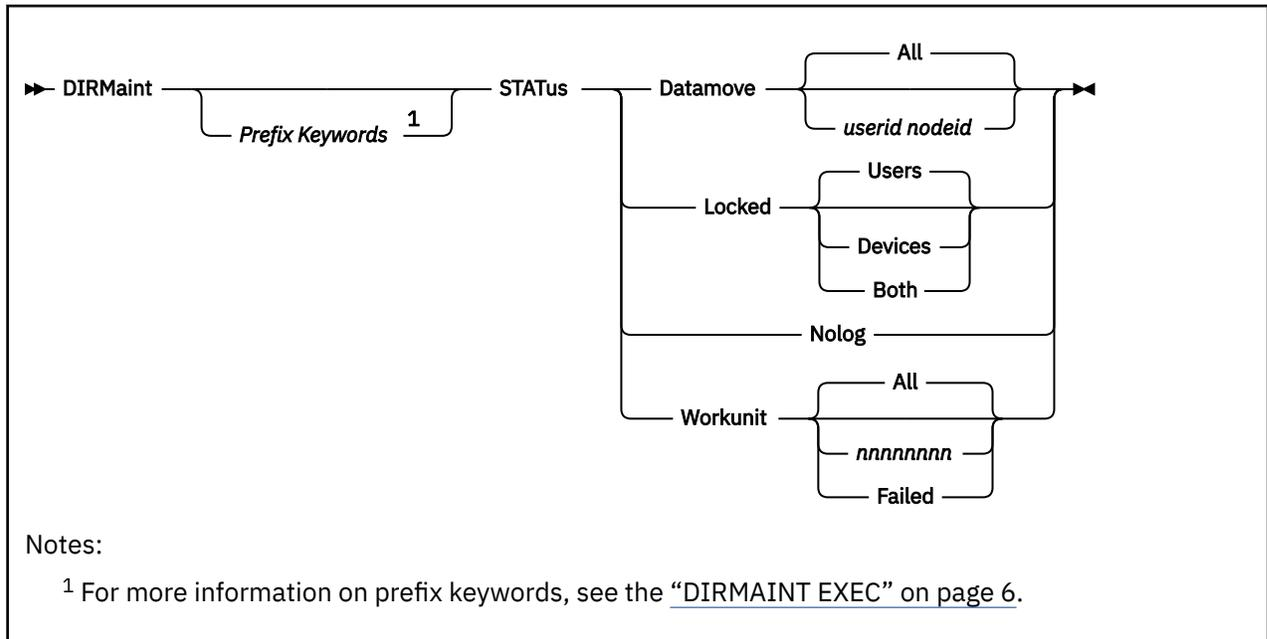 All
DIRMaint STATus Datamove
Prefix Keywords 1 userid nodeid
Users
Locked
Devices
Both
Nolog
All
Workunit
nnnnnnnn
Failed
Notes:
1 For more information on prefix keywords, see the “DIRMAINT EXEC” on page 6.